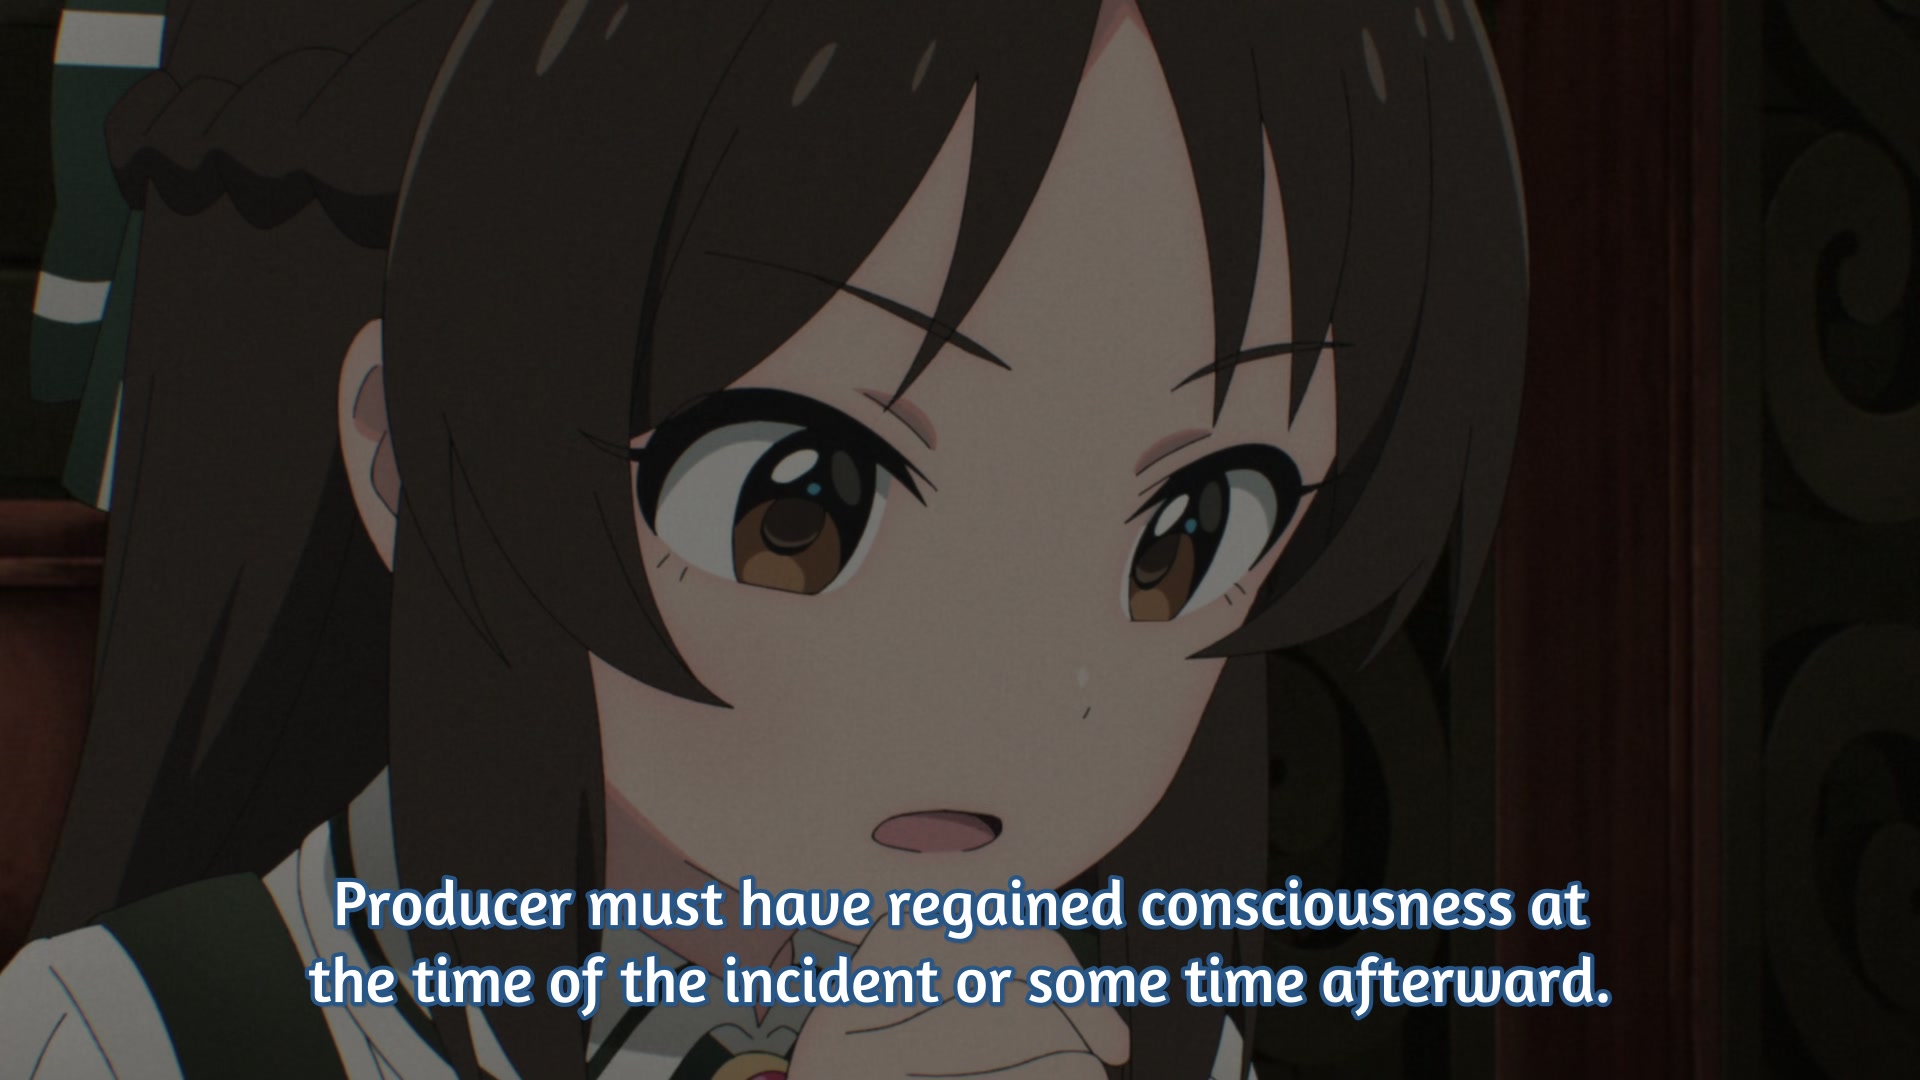 Producer must have regained consciousness at
the time of the incident or some time afterward.